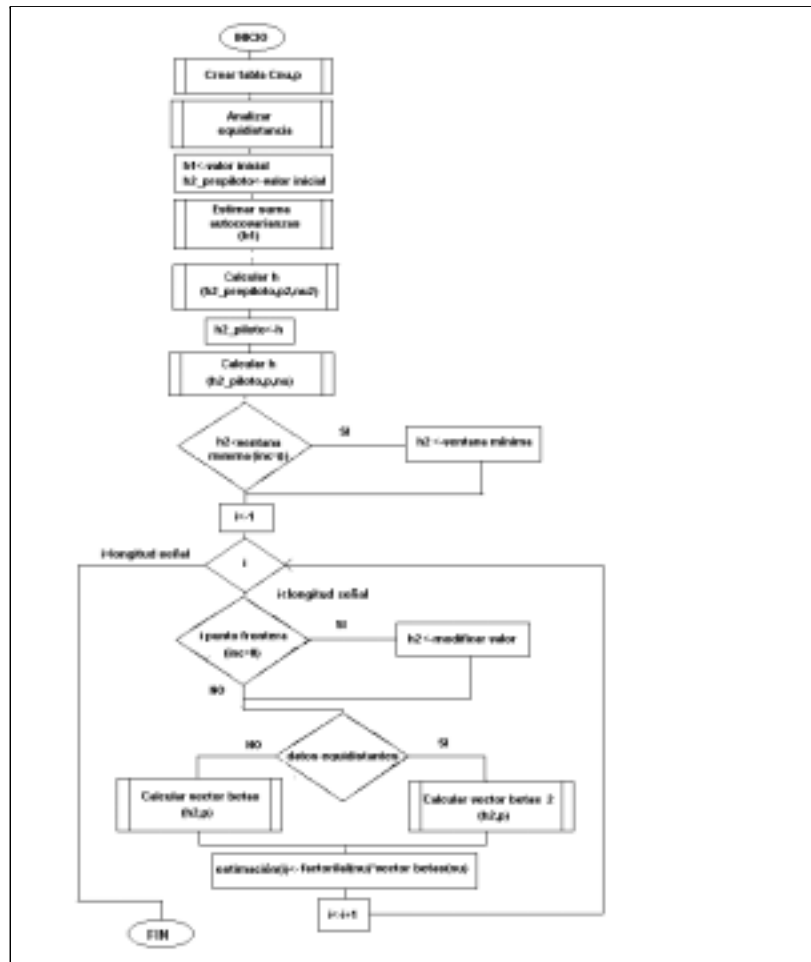 INICIO
Crear tabla Cnu,p
Analizar
equidistancia
h1<-valor inicial
h2_prepiloto<-valor inicial
Estimar suma
autocovarianzas
(h1)
Calcular h
(h2_prepiloto,p2,nu2)
h2_piloto<-h
Calcular h
(h2_piloto,p,nu)
h2<ventana
minima
SI
h2<-ventana mínima
i<-1
i>longitud señal
i
i<longitud señal
i punto frontera
SI
h2<-modificar valor
NO
NO
datos equidistantes
SI
Calcular vector betas
(h2,p)
Calcular vector betas 2
(h2,p)
estimación(i)<-factorial(nu)*vector betas(nu)
i<-i+1
FIN